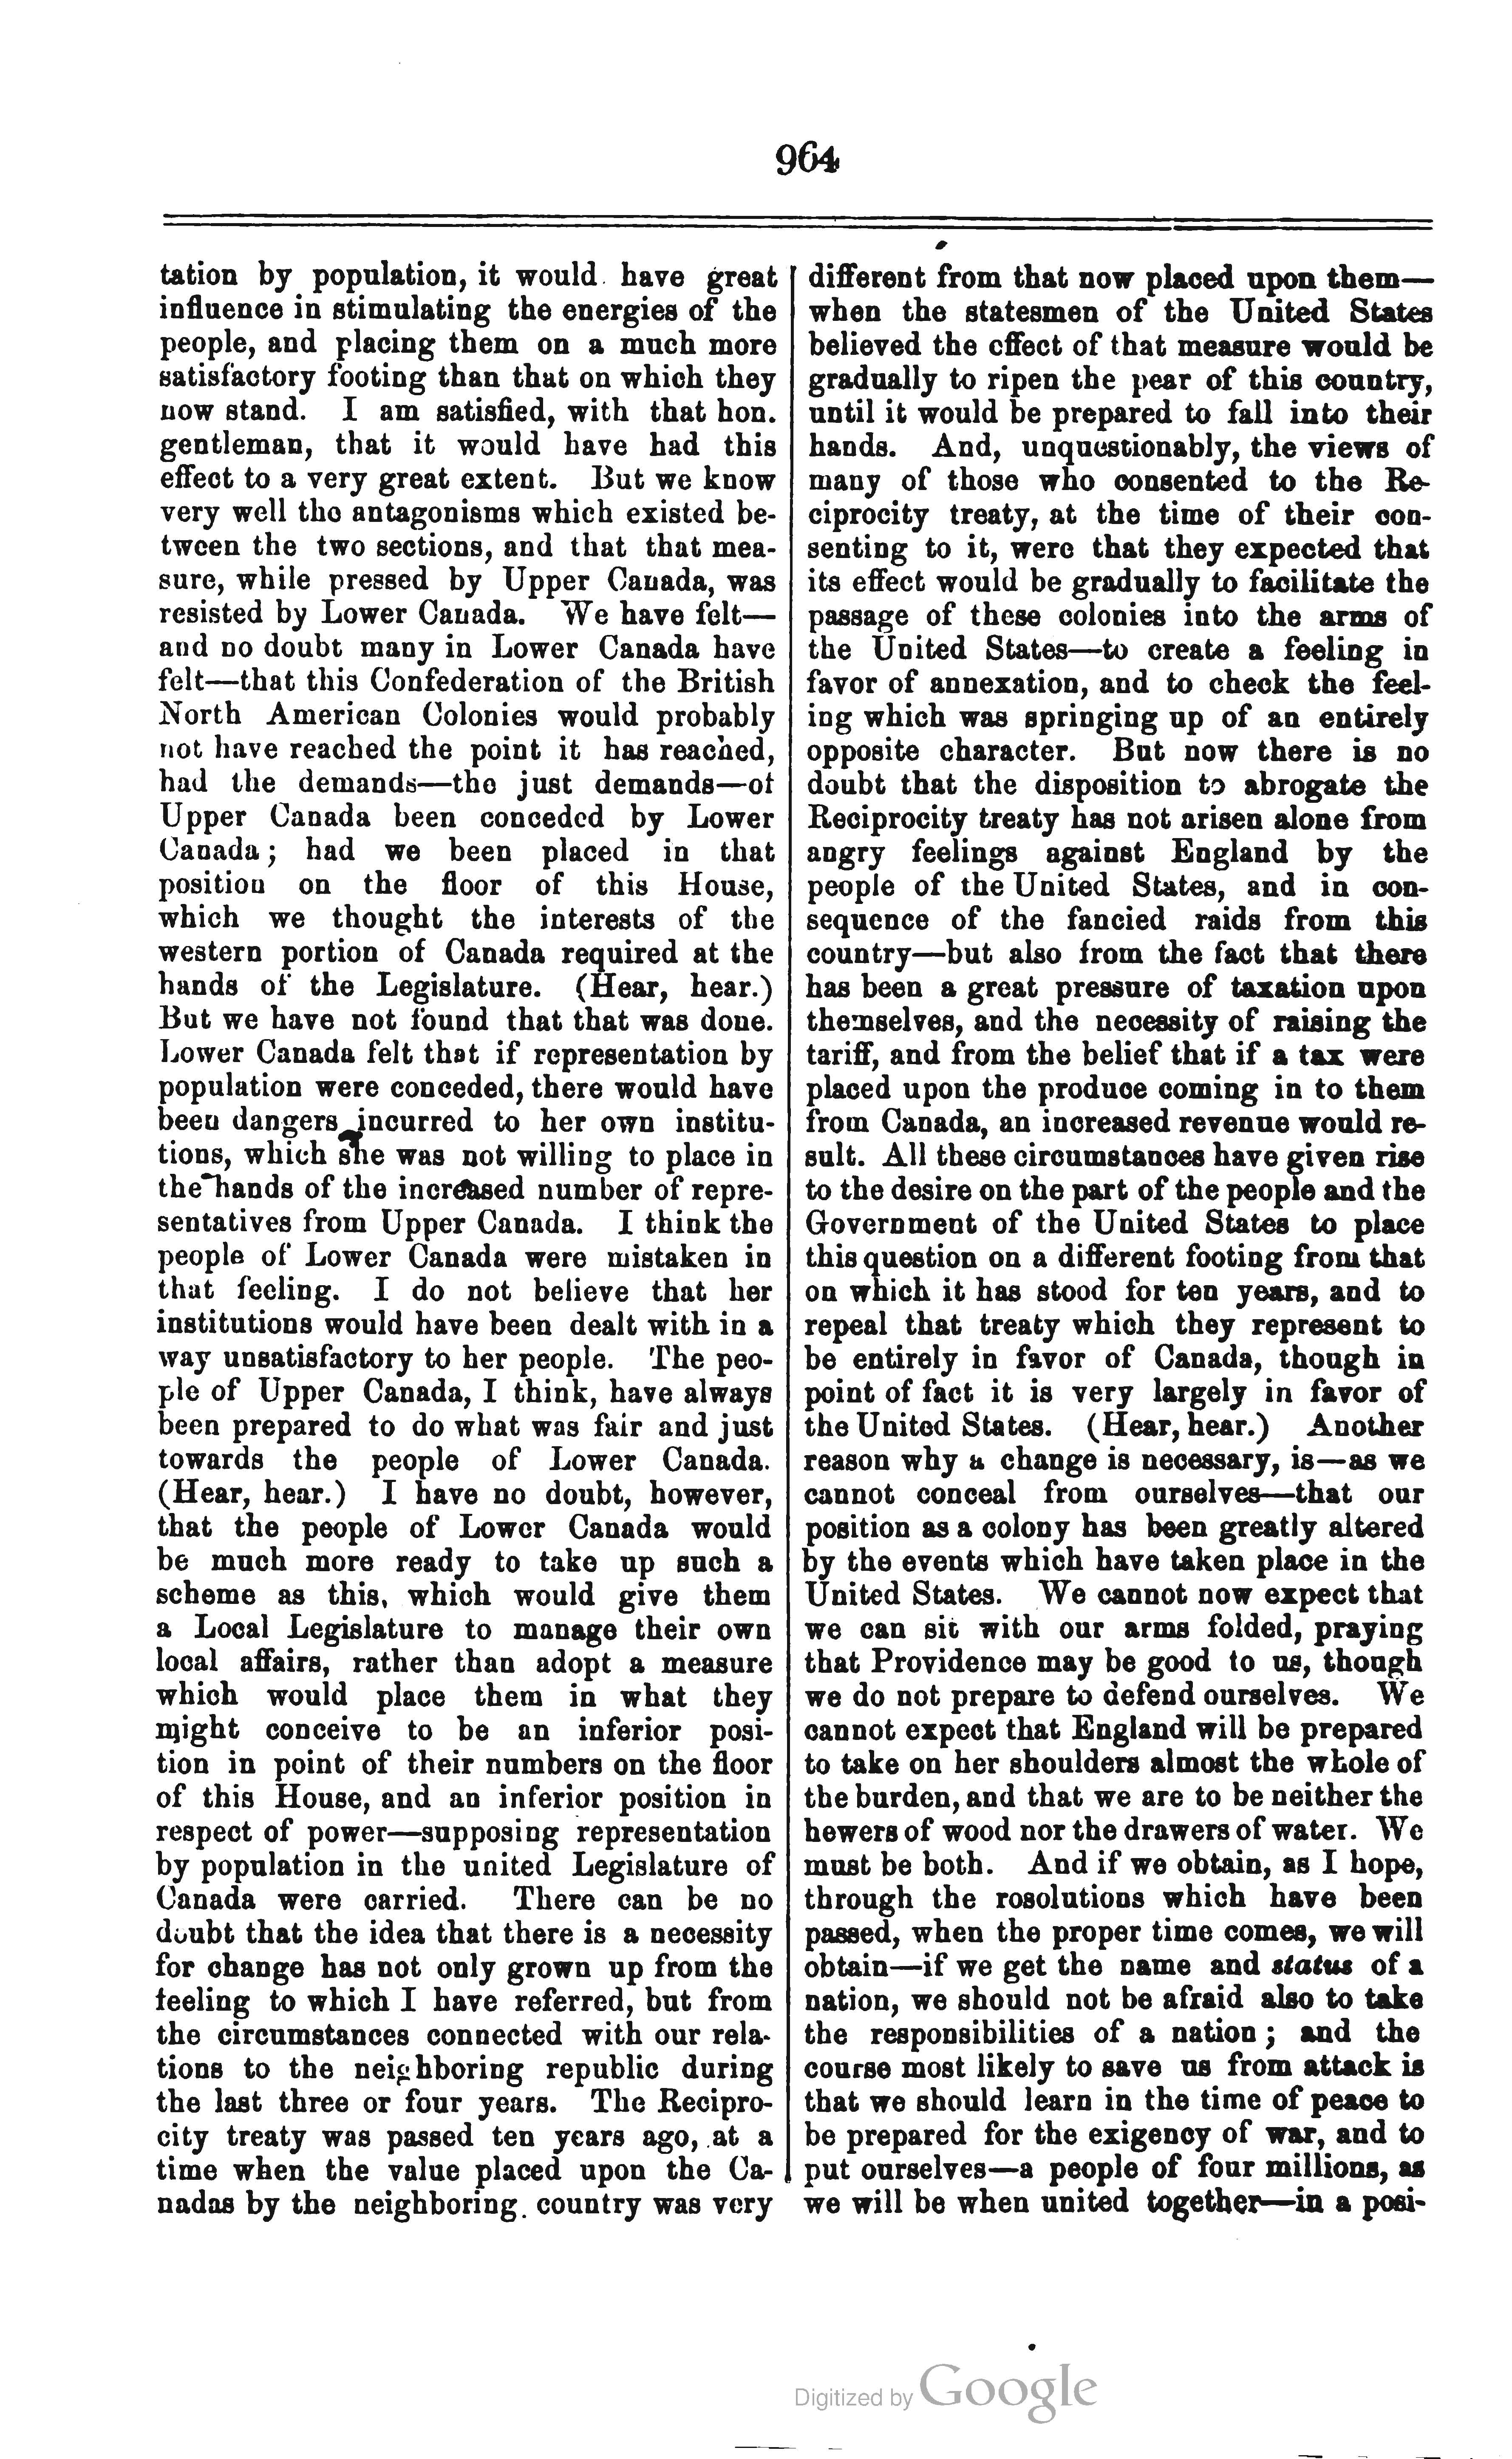 964
tation by population, it would have great
influence in stimulating the energies of the
people, and placing them on a much more
satisfactory footing than that on which they
now stand. I am satisfied, with that hon.
gentleman, that it would have had this
effect to a very great extent. But we know
very well the antagonisms which existed be-
tween the two sections, and that that mea-
sure, while pressed by Upper Canada, was
resisted by Lower Canada. We have felt—
and no doubt many in Lower Canada have
felt—that this Confederation of the British
North American Colonies would probably
not have reached the point it has reached,
had the demands—the just demands—of
Upper Canada been conceded by Lower
Canada; had we been placed in that
position on the floor of this House,
which we thought the interests of the
western portion of Canada required at the
hands of the Legislature. (Hear, hear.)
But we have not found that that was done.
Lower Canada felt that if representation by
population were conceded, there would have
been dangers incurred to her own institu-
tions, which she was not willing to place in
the hands of the increased number of repre-
sentatives from Upper Canada. I think the
people of Lower Canada were mistaken in
that feeling. I do not believe that her
institutions would have been dealt with in a
way unsatisfactory to her people. The peo-
ple of Upper Canada, I think, have always
been prepared to do what was fair and just
towards the people of Lower Canada.
(Hear, hear.) I have no doubt, however,
that the people of Lower Canada would
be much more ready to take up such a
scheme as this, which would give them
a Local Legislature to manage their own
local affairs, rather than adopt a measure
which would place them in what they
might conceive to be an inferior posi-
tion in point of their numbers on the floor
of this House, and an inferior position in
respect of power—supposing representation
by population in the united Legislature of
Canada were carried. There can be no
doubt that the idea that there is a necessity
for change has not only grown up from the
feeling to which I have referred, but from
the circumstances connected with our rela-
tions to the neighboring republic during
the last three or four years. The Recipro-
city treaty was passed ten years ago, at a
time when the value placed upon the Ca-
nadas by the neighboring country was very
different from that now placed upon them—
when the statesmen of the United States
believed the effect of that measure would be
gradually to ripen the pear of this country,
until it would be prepared to fall into their
hands. And, unquestionably, the views of
many of those who consented to the Re-
ciprocity treaty, at the time of their con-
senting to it, were that they expected that
its effect would be gradually to facilitate the
passage of these colonies into the arms of
the United States—to create a feeling in
favor of annexation, and to check the feel-
ing which was springing up of an entirely
opposite character. But now there is no
doubt that the disposition to abrogate the
Reciprocity treaty has not arisen alone from
angry feelings against England by the
people of the United States, and in con-
sequence of the fancied raids from this
country—but also from the fact that there
has been a great pressure of taxation upon
themselves, and the necessity of raising the
tariff, and from the belief that if a tax were
placed upon the produce coming in to them
from Canada, an increased revenue would re-
sult. All these circumstances have given rise
to the desire on the part of the people and the
Government of the United States to place
this question on a different footing from that
on which it has stood for ten years, and to
repeal that treaty which they represent to
be entirely in favor of Canada, though in
point of fact it is very largely in favor of
the United States. (Hear, hear.) Another
reason why a change is necessary, is—as we
cannot conceal from ourselves—that our
position as a colony has been greatly altered
by the events which have taken place in the
United States. We cannot now expect that
we can sit with our arms folded, praying
that Providence may be good to us, though
we do not prepare to defend ourselves. We
cannot expect that England will be prepared
to take on her shoulders almost the whole of
the burden, and that we are to be neither the
hewers of wood nor the drawers of water. We
must be both. And if we obtain, as I hope,
through the rosolutions which have been
passed, when the proper time comes, we will
obtain—if we get the name and status of a
nation, we should not be afraid also to take
the responsibilities of a nation; and the
course most likely to save us from attack is
that we should learn in the time of peace to
be prepared for the exigency of war, and to
put ourselves—a people of four millions, as
we will be when united together—in a posi-
Digitized by Google